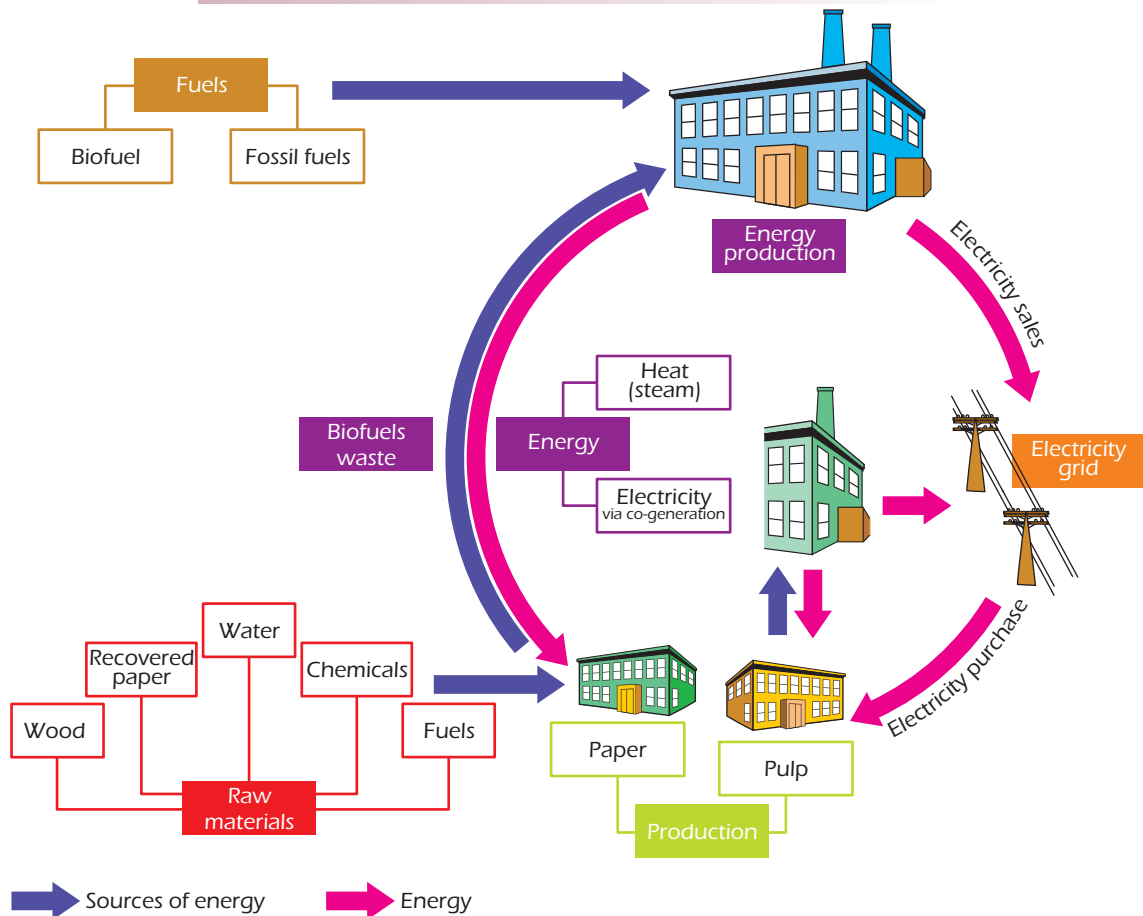 Fuels
Biofuel
Fossil fuels
Energy
production
Electricity sales
Heat
(steam)
Biofuels
waste
Energy
Electricity
via co-generation
Electricity
grid
Water
Recovered
paper
Chemicals
Wood
Fuels
Raw
materials
Electricity purchase
Paper
Pulp
Production
Sources of energy
Energy